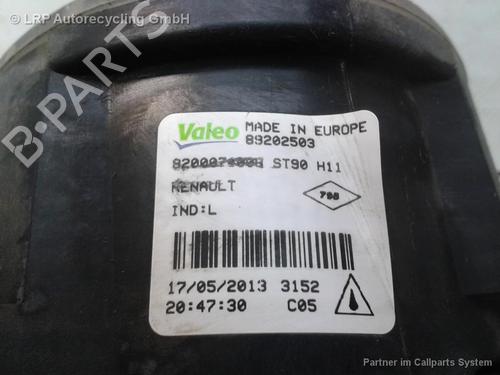 © LRP Autorecycling GmbH
B-PARTS
Valeo MADE IN EUROPE
89202503
ST90 H11
RENAULT
798
IND:L
17/05/2013 3152
20:47:30 C05
Partner im Callparts System